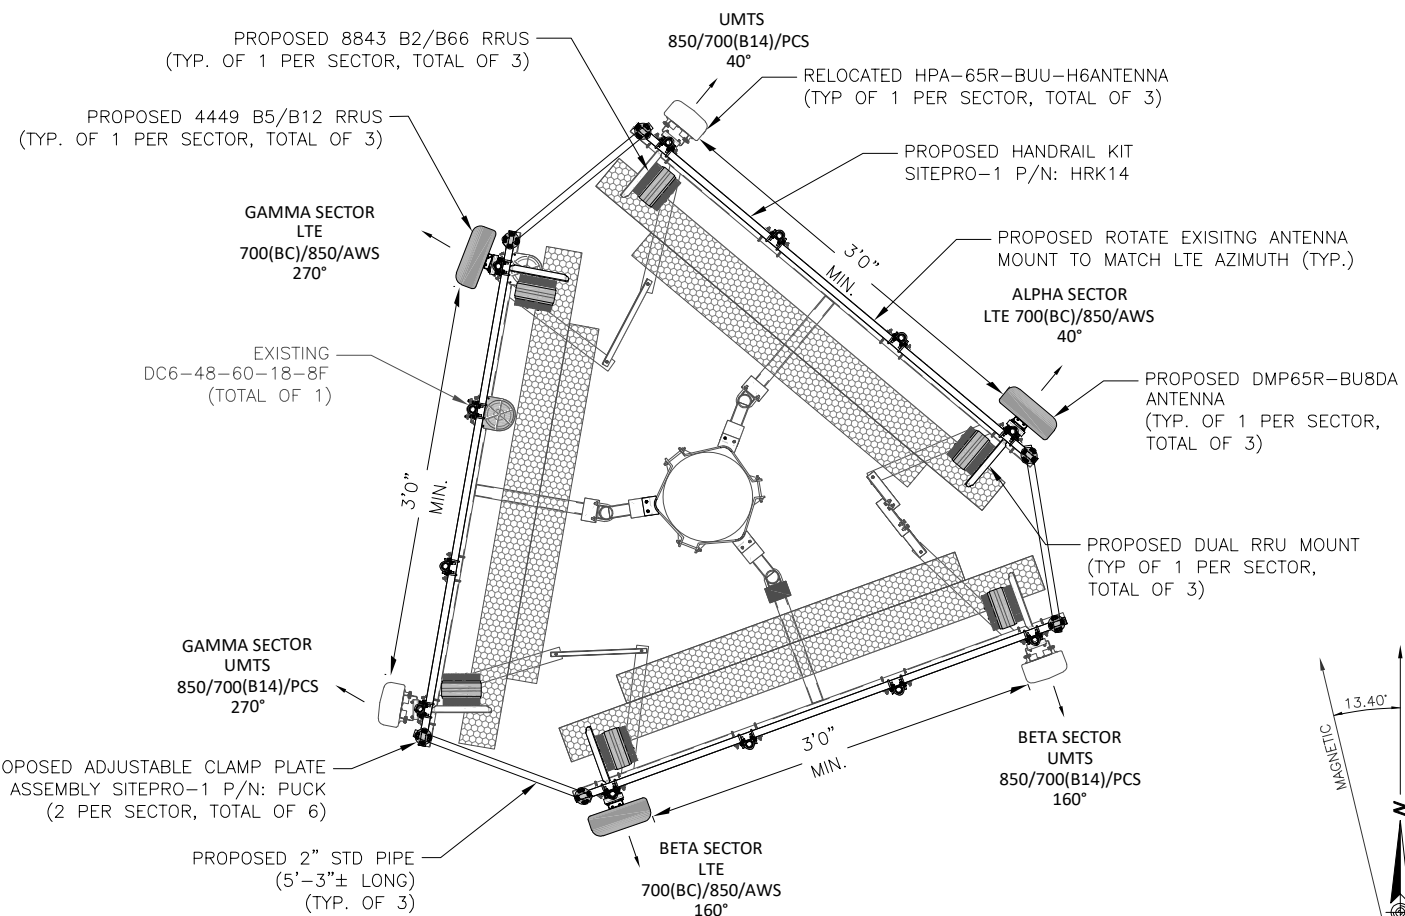 UMTS
850/700(B14)/PCS
40°
PROPOSED 8843 B2/B66 RRUS
(TYP. OF 1 PER SECTOR, TOTAL OF 3)
RELOCATED HPA-65R-BUU-H6ANTENNA
(TYP OF 1 PER SECTOR, TOTAL OF 3)
PROPOSED 4449 B5/B12 RRUS
(TYP. OF 1 PER SECTOR, TOTAL OF 3)
PROPOSED HANDRAIL KIT
SITEPRO-1 P/N: HRK14
GAMMA SECTOR
LTE
700(BC)/850/AWS
270°
PROPOSED ROTATE EXISITNG ANTENNA
MOUNT TO MATCH LTE AZIMUTH (TYP.)
3'0"
MIN.
ALPHA SECTOR
LTE 700(BC)/850/AWS
40°
EXISTING
DC6-48-60-18-8F
(TOTAL OF 1)
PROPOSED DMP65R-BU8DA
ANTENNA
(TYP. OF 1 PER SECTOR,
TOTAL OF 3)
3'0"
MIN.
PROPOSED DUAL RRU MOUNT
(TYP OF 1 PER SECTOR,
TOTAL OF 3)
GAMMA SECTOR
UMTS
850/700(B14)/PCS
270°
13.40°
MAGNETIC
N
3'0"
MIN.
BETA SECTOR
UMTS
850/700(B14)/PCS
160°
OPOSED ADJUSTABLE CLAMP PLATE
ASSEMBLY SITEPRO-1 P/N: PUCK
(2 PER SECTOR, TOTAL OF 6)
PROPOSED 2" STD PIPE
(5'-3"± LONG)
(TYP. OF 3)
BETA SECTOR
LTE
700(BC)/850/AWS
160°